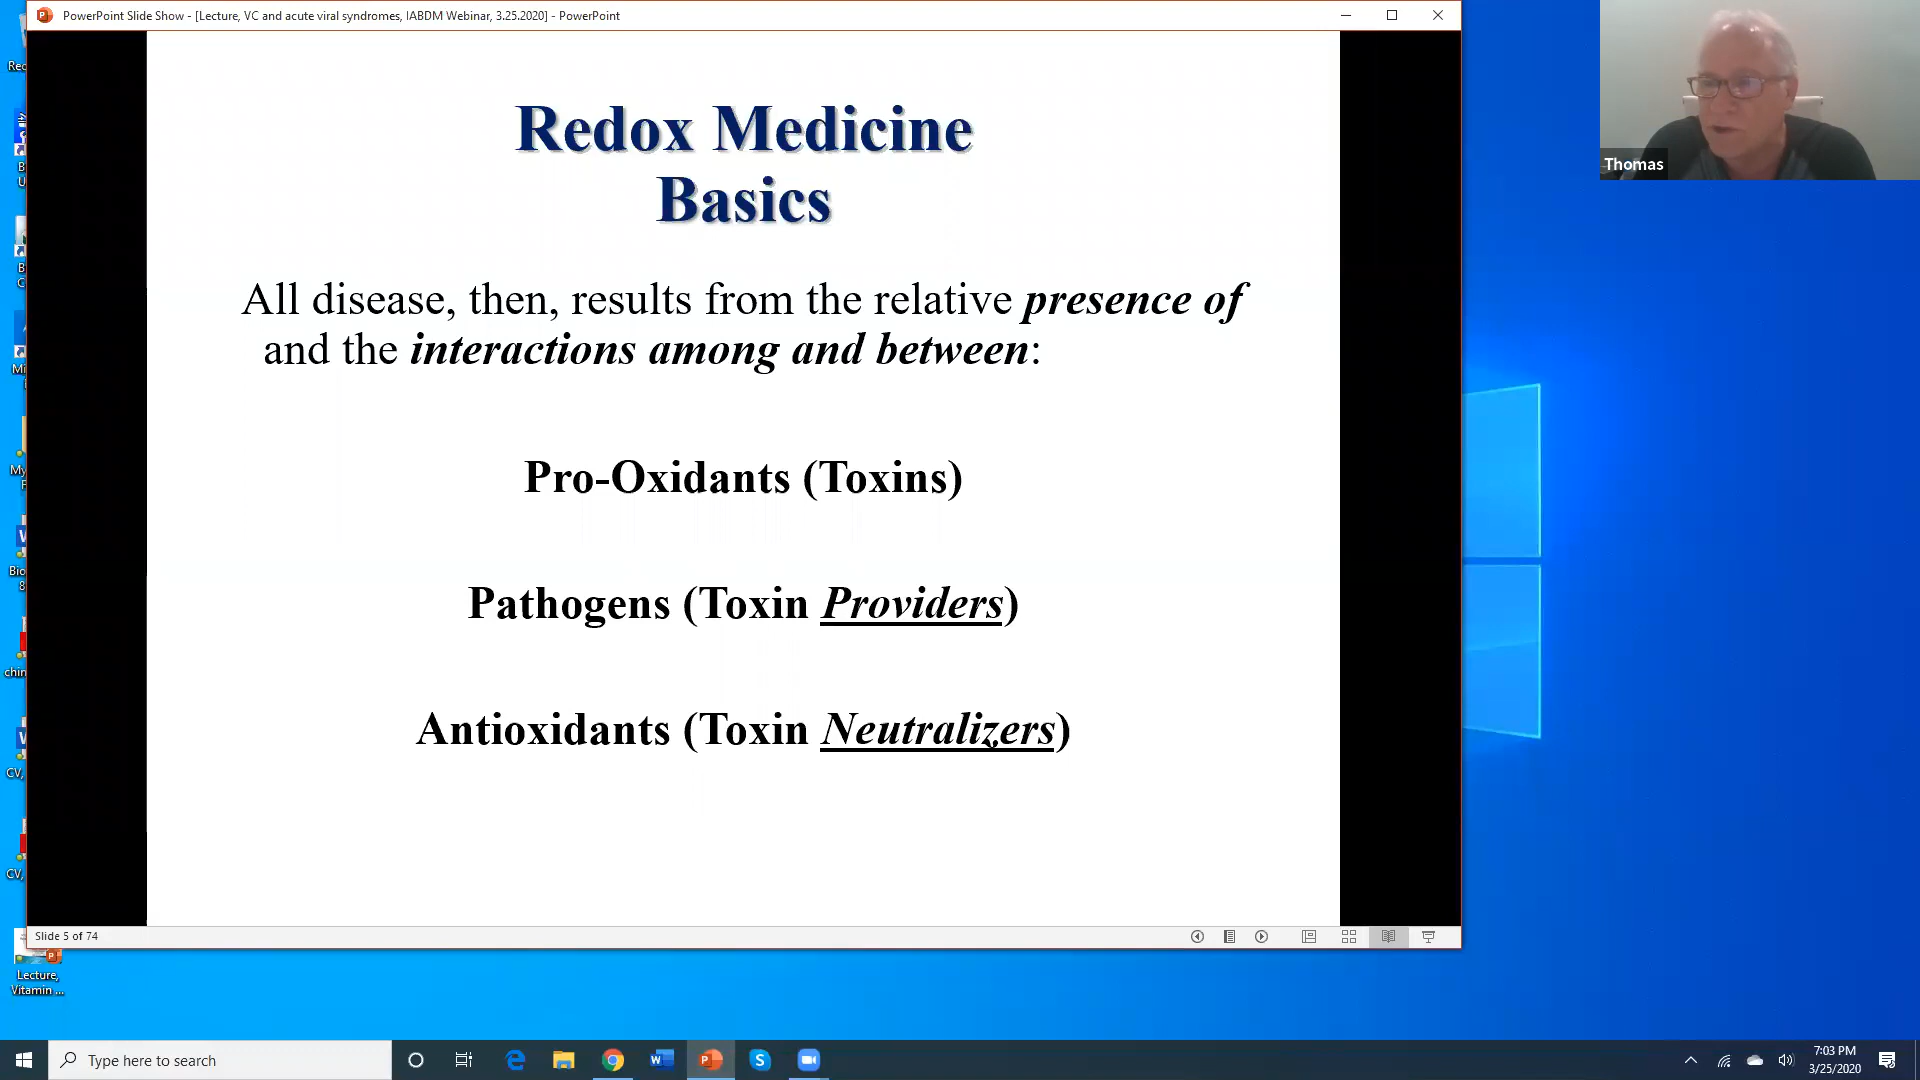 PowerPoint Slide Show - [Lecture, VC and acute viral syndromes, IABDM Webinar, 3.25.2020] - PowerPoint
Thomas
Redox Medicine
Basics
All disease, then, results from the relative presence of
and the interactions among and between:
Pro-Oxidants (Toxins)
Pathogens (Toxin Providers)
Antioxidants (Toxin Neutralizers)
Slide 5 of 74
Lecture,
Vitamin ...
Type here to search
7:03 PM
3/25/2020